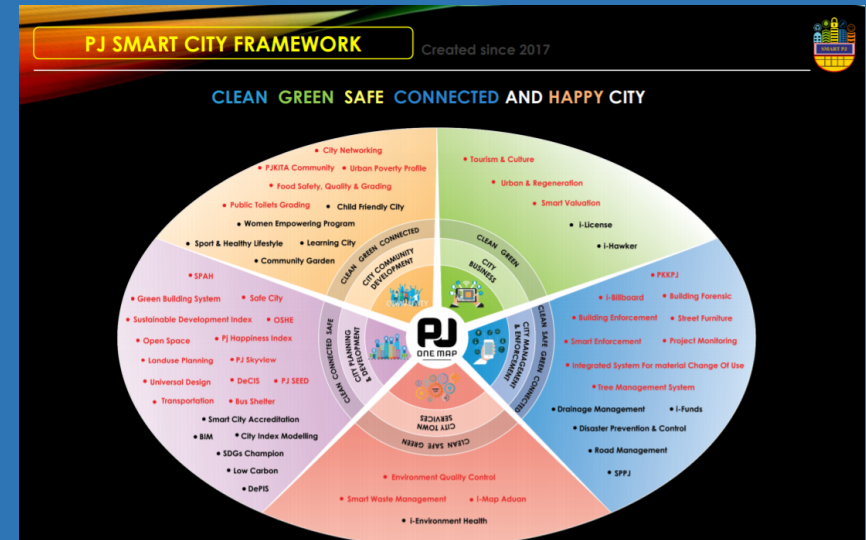 PJ SMART CITY FRAMEWORK
Created since 2017
SMART PJ
CLEAN GREEN SAFE CONNECTED AND HAPPY CITY
• City Networking
• PJKITA Community • Urban Poverty Profile
• Food Safety, Quality & Grading
• Public Toilets Grading • Child Friendly City
• Women Empowering Program
• Sport & Healthy Lifestyle • Learning City
• Community Garden
CLEAN GREEN CONNECTED
CITY COMMUNITY
DEVELOPMENT
• Tourism & Culture
• Urban & Regeneration
• Smart Valuation
• i-License
• i-Hawker
CLEAN GREEN
CITY
BUSINESS
• PKKPJ
• i-Billboard • Building Forensic
• Building Enforcement • Street Furniture
• Smart Enforcement • Project Monitoring
• Integrated System For material Change Of Use
• Tree Management System
• Drainage Management • i-Funds
• Disaster Prevention & Control
• Road Management
• SPPJ
CLEAN SAFE GREEN CONNECTED
CITY MANAGEMENT
& ENFORCEMENT
PJ
ONE MAP
• SPAH
• Green Building System • Safe City
• Sustainable Development Index • OSHE
• Open Space • Pj Happiness Index
• Landuse Planning • PJ Skyview
• Universal Design • DeCIS • PJ SEED
• Transportation • Bus Shelter
• Smart City Accreditation
• BIM • City Index Modelling
• SDGs Champion
• Low Carbon
• DePIS
CLEAN CONNECTED SAFE
CITY PLANNING
& DEVELOPMENT
CITY TOWN
SERVICES
CLEAN SAFE GREEN
• Environment Quality Control
• Smart Waste Management • i-Map Aduan
• i-Environment Health